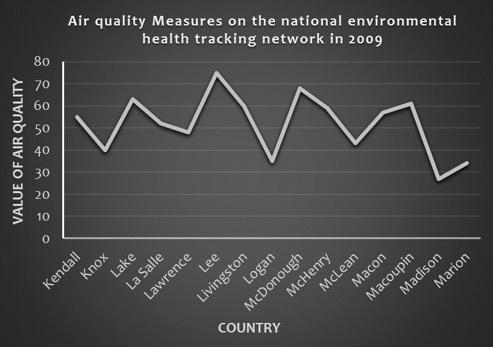 Air quality Measures on the national environmental
health tracking network in 2009
VALUE OF AIR QUALITY
80
70
60
50
40
30
20
10
0
Kendall
Knox
Lake
La Salle
Lawrence
Lee
Livingston
Logan
McDonough
McHenry
McLean
Macon
Macoupin
Madison
Marion
COUNTRY